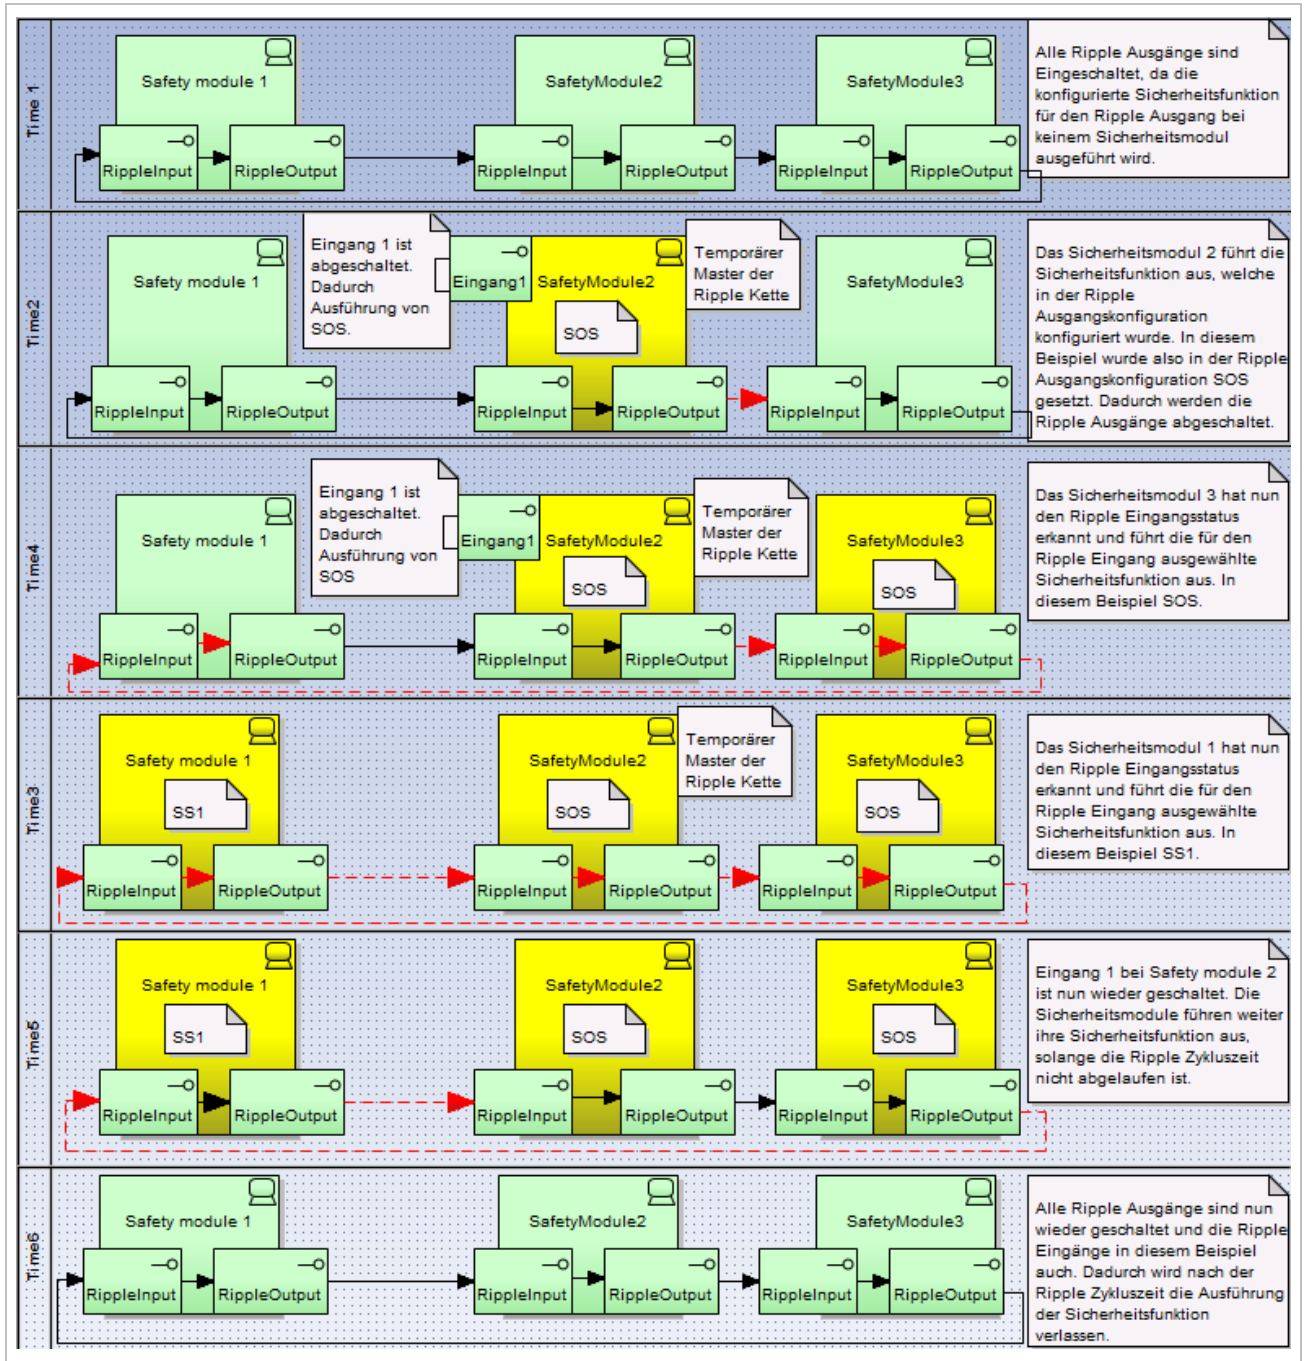 Time 1
Safety module 1
RippleInput
RippleOutput
SafetyModule2
RippleInput
RippleOutput
SafetyModule3
RippleInput
RippleOutput
Alle Ripple Ausgänge sind
Eingeschaltet, da die
konfigurierte Sicherheitsfunktion
für den Ripple Ausgang bei
keinem Sicherheitsmodul
ausgeführt wird.
Time2
Safety module 1
RippleInput
RippleOutput
Eingang 1 ist
abgeschaltet.
Dadurch
Ausführung von
SOS.
Eingang1
SafetyModule2
SOS
RippleInput
RippleOutput
Temporärer
Master der
Ripple Kette
SafetyModule3
RippleInput
RippleOutput
Das Sicherheitsmodul 2 führt die
Sicherheitsfunktion aus, welche
in der Ripple
Ausgangskonfiguration
konfiguriert wurde. In diesem
Beispiel wurde also in der Ripple
Ausgangskonfiguration SOS
gesetzt. Dadurch werden die
Ripple Ausgänge abgeschaltet.
Time4
Safety module 1
RippleInput
RippleOutput
Eingang 1 ist
abgeschaltet.
Dadurch
Ausführung von
SOS
Eingang1
SafetyModule2
SOS
RippleInput
RippleOutput
Temporärer
Master der
Ripple Kette
SafetyModule3
SOS
RippleInput
RippleOutput
Das Sicherheitsmodul 3 hat nun
den Ripple Eingangsstatus
erkannt und führt die für den
Ripple Eingang ausgewählte
Sicherheitsfunktion aus. In
diesem Beispiel SOS.
Time3
Safety module 1
SS1
RippleInput
RippleOutput
SafetyModule2
SOS
RippleInput
RippleOutput
Temporärer
Master der
Ripple Kette
SafetyModule3
SOS
RippleInput
RippleOutput
Das Sicherheitsmodul 1 hat nun
den Ripple Eingangsstatus
erkannt und führt die für den
Ripple Eingang ausgewählte
Sicherheitsfunktion aus. In
diesem Beispiel SS1.
Time5
Safety module 1
SS1
RippleInput
RippleOutput
SafetyModule2
SOS
RippleInput
RippleOutput
SafetyModule3
SOS
RippleInput
RippleOutput
Eingang 1 bei Safety module 2
ist nun wieder geschaltet. Die
Sicherheitsmodule führen weiter
ihre Sicherheitsfunktion aus,
solange die Ripple Zykluszeit
nicht abgelaufen ist.
Time6
Safety module 1
RippleInput
RippleOutput
SafetyModule2
RippleInput
RippleOutput
SafetyModule3
RippleInput
RippleOutput
Alle Ripple Ausgänge sind nun
wieder geschaltet und die Ripple
Eingänge in diesem Beispiel
auch. Dadurch wird nach der
Ripple Zykluszeit die Ausführung
der Sicherheitsfunktion
verlassen.